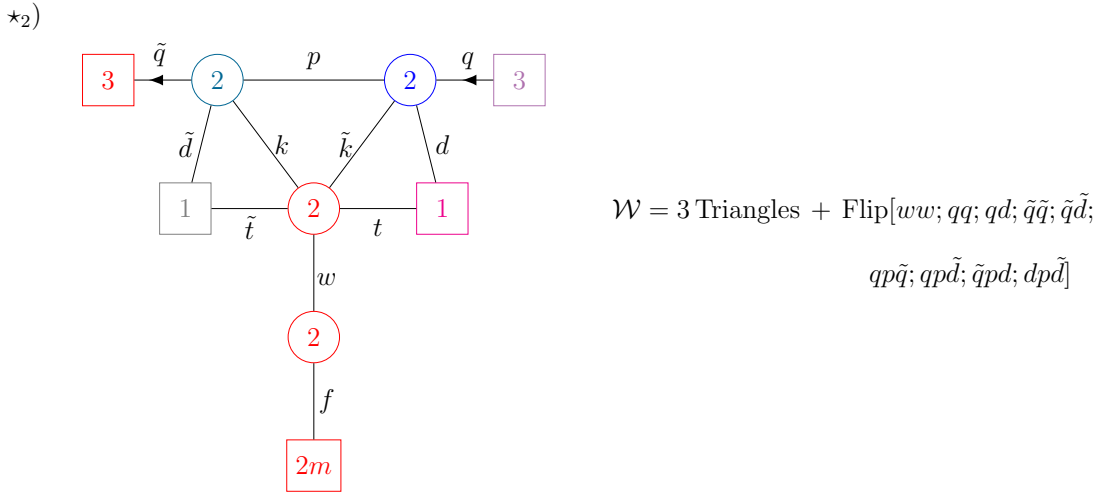 ⋆₂)
q̃ p q
3 2 2 3
d̃ k k̃ d
1 2 1
t̃ t
w
2
f
2m
𝒲 = 3 Triangles + Flip[ww; qq; qd; q̃q̃; q̃d̃;
qpq̃; qpd̃; q̃pd; dpd̃]